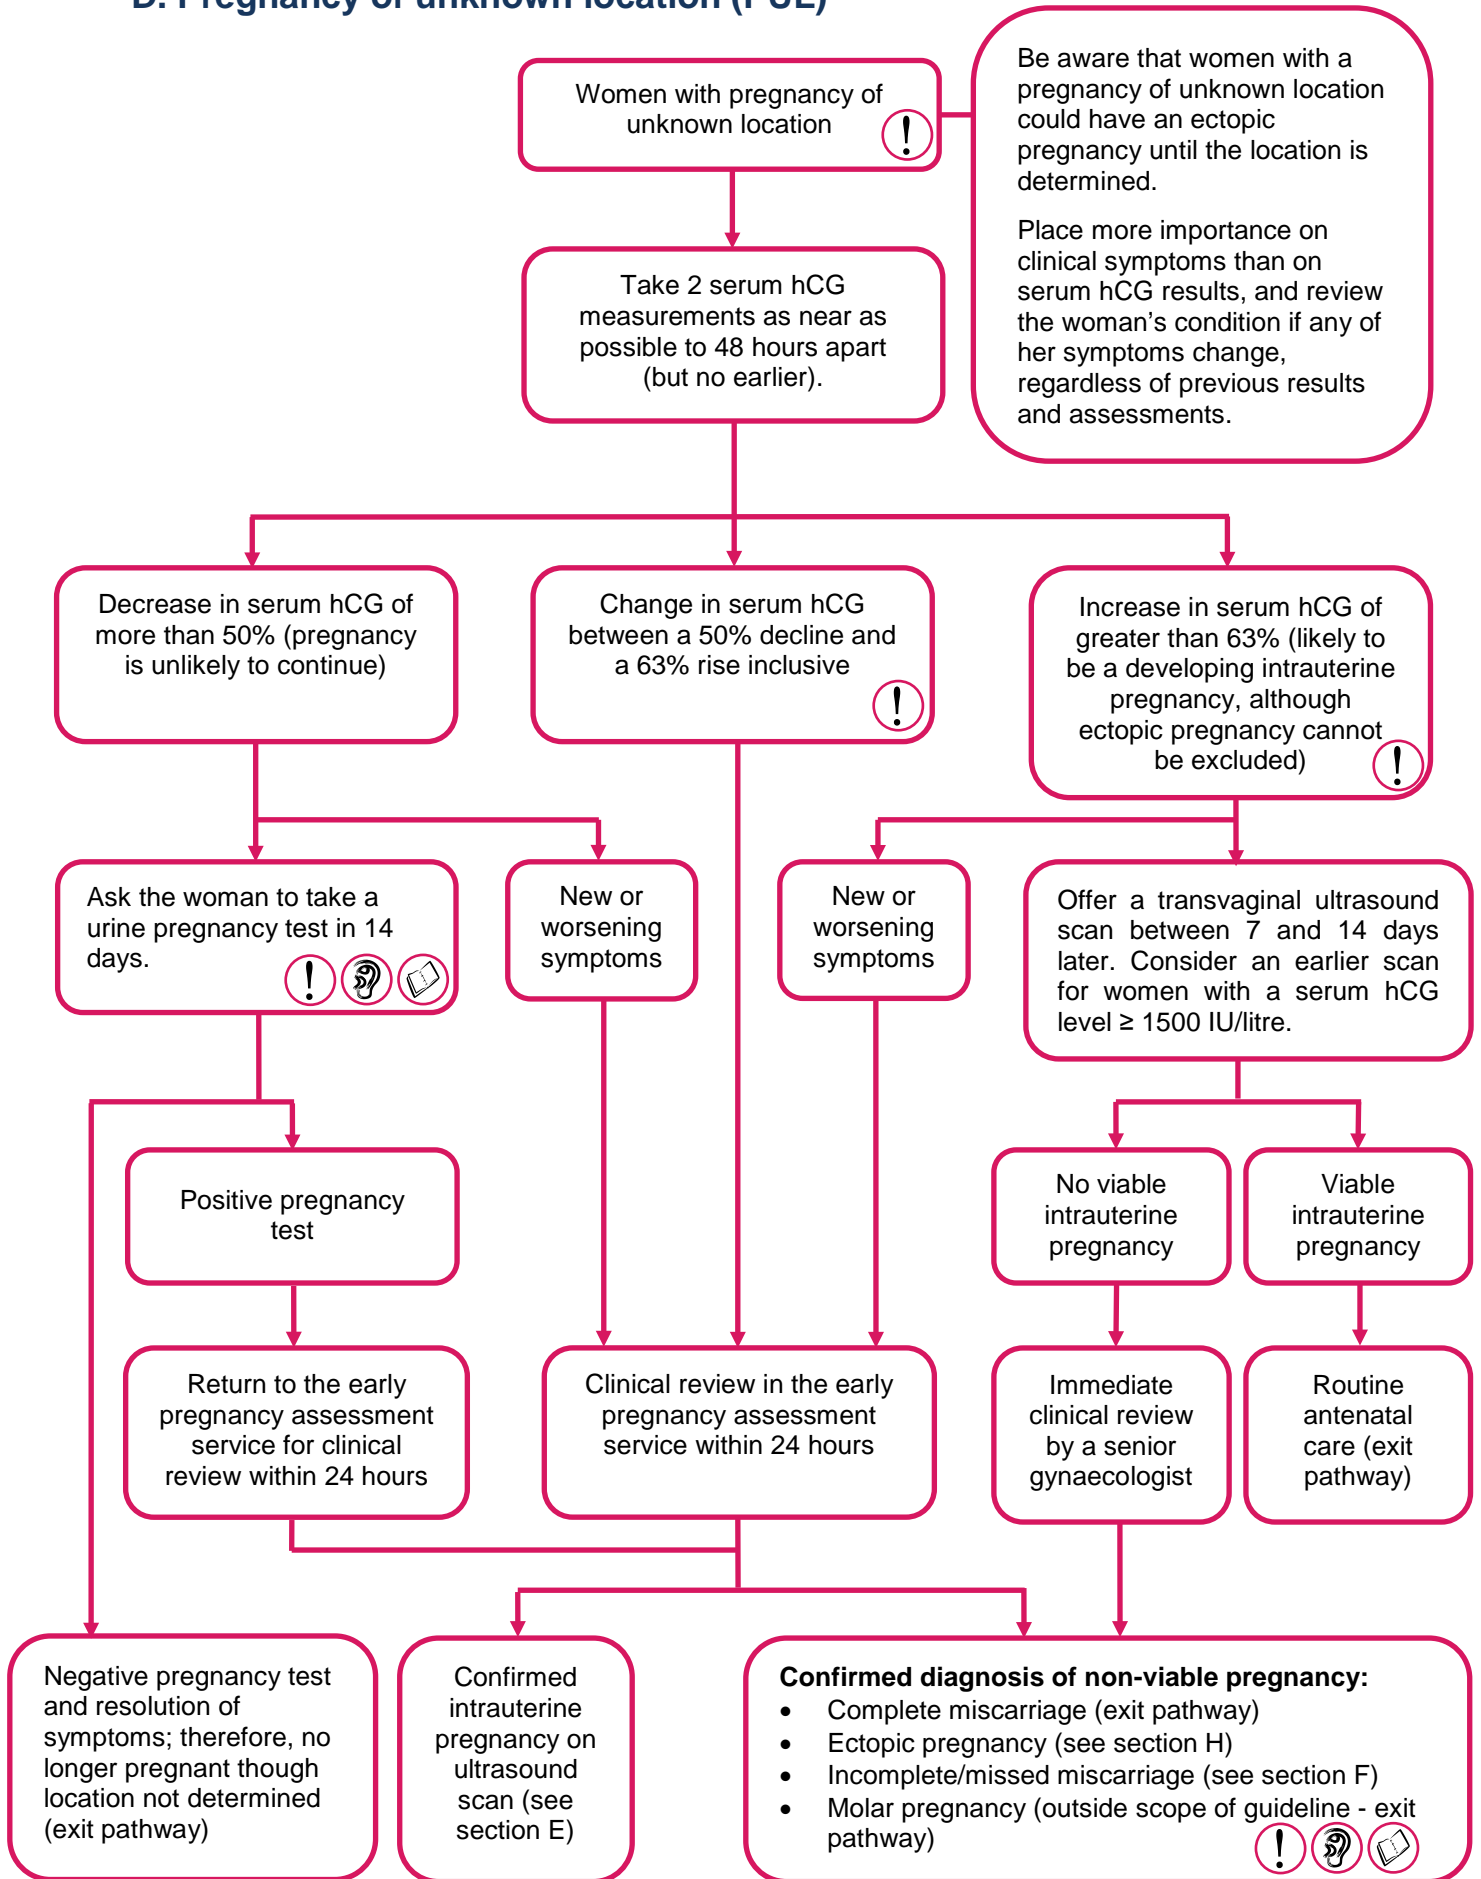 D. Pregnancy of unknown location (PUL)
Women with pregnancy of
unknown location
!
Be aware that women with a
pregnancy of unknown location
could have an ectopic
pregnancy until the location is
determined.
Place more importance on
clinical symptoms than on
serum hCG results, and review
the woman’s condition if any of
her symptoms change,
regardless of previous results
and assessments.
Take 2 serum hCG
measurements as near as
possible to 48 hours apart
(but no earlier).
Decrease in serum hCG of
more than 50% (pregnancy
is unlikely to continue)
Change in serum hCG
between a 50% decline and
a 63% rise inclusive
!
Increase in serum hCG of
greater than 63% (likely to
be a developing intrauterine
pregnancy, although
ectopic pregnancy cannot
be excluded)
!
Ask the woman to take a
urine pregnancy test in 14
days.
!
New or
worsening
symptoms
New or
worsening
symptoms
Offer a transvaginal ultrasound
scan between 7 and 14 days
later. Consider an earlier scan
for women with a serum hCG
level ≥ 1500 IU/litre.
Positive pregnancy
test
No viable
intrauterine
pregnancy
Viable
intrauterine
pregnancy
Return to the early
pregnancy assessment
service for clinical
review within 24 hours
Clinical review in the early
pregnancy assessment
service within 24 hours
Immediate
clinical review
by a senior
gynaecologist
Routine
antenatal
care (exit
pathway)
Negative pregnancy test
and resolution of
symptoms; therefore, no
longer pregnant though
location not determined
(exit pathway)
Confirmed
intrauterine
pregnancy on
ultrasound
scan (see
section E)
Confirmed diagnosis of non-viable pregnancy:
• Complete miscarriage (exit pathway)
• Ectopic pregnancy (see section H)
• Incomplete/missed miscarriage (see section F)
• Molar pregnancy (outside scope of guideline - exit
pathway)
!